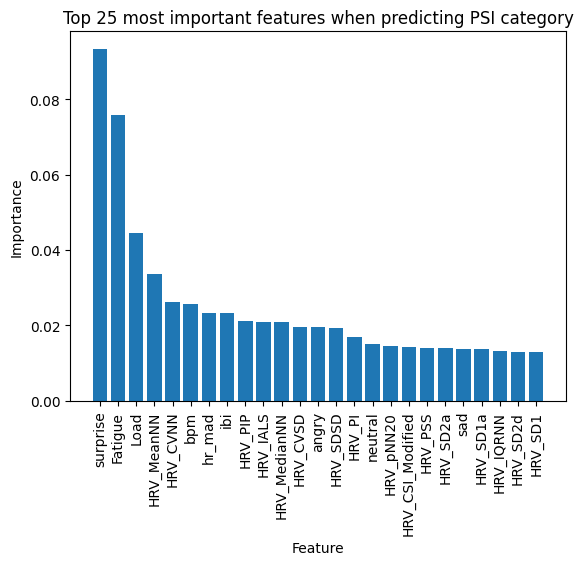 Top 25 most important features when predicting PSI category
Importance
0.08
0.06
0.04
0.02
0.00
surprise
Fatigue
Load
HRV_MeanNN
HRV_CVNN
bpm
hr_mad
ibi
HRV_PIP
HRV_IALS
HRV_MedianNN
HRV_CVSD
angry
HRV_SDSD
HRV_PI
neutral
HRV_pNN20
HRV_CSI_Modified
HRV_PSS
HRV_SD2a
sad
HRV_SD1a
HRV_IQRNN
HRV_SD2d
HRV_SD1
Feature